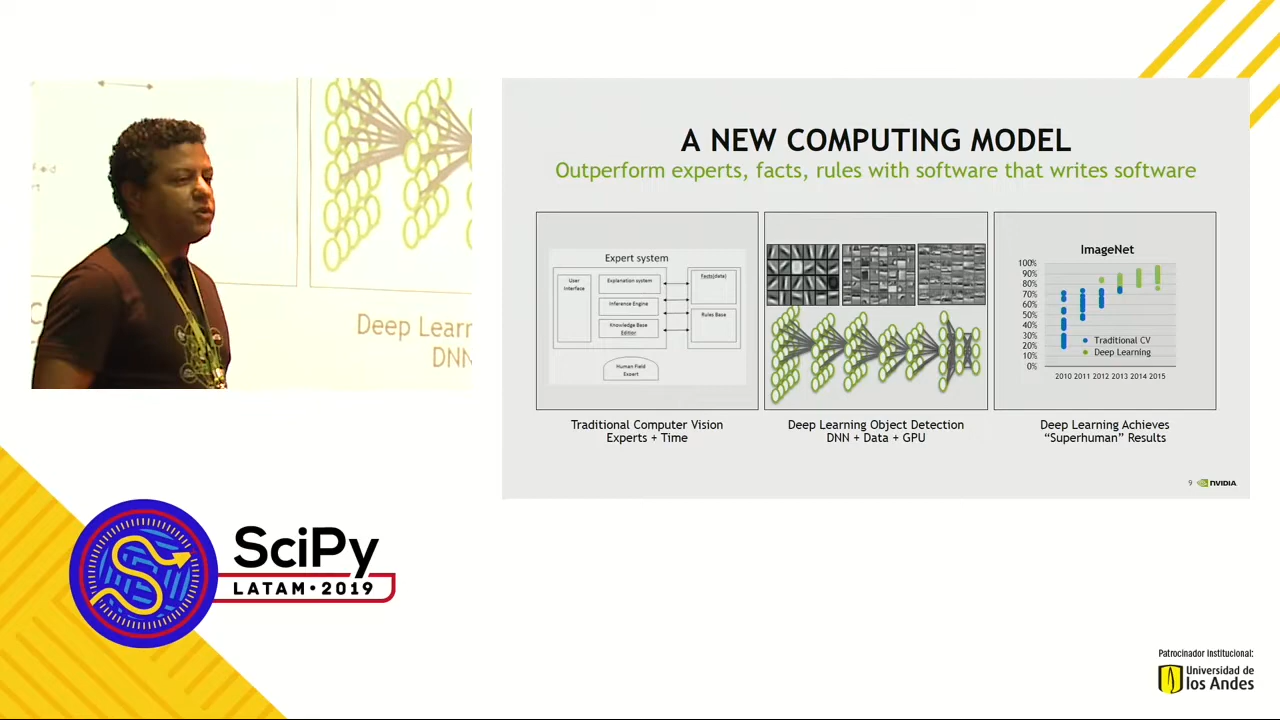 Deep Learn
DNN
A NEW COMPUTING MODEL
Outperform experts, facts, rules with software that writes software
Expert system
User
Interface
Explanation system
Inference Engine
Knowledge Base
Edition
Facts(data)
Rules Base
Human Field
Expert
Traditional Computer Vision
Experts + Time
Deep Learning Object Detection
DNN + Data + GPU
ImageNet
100%
90%
80%
70%
60%
50%
40%
30%
20%
10%
0%
Traditional CV
Deep Learning
2010 2011 2012 2013 2014 2015
Deep Learning Achieves
“Superhuman” Results
9 NVIDIA
SciPy
LATAM·2019
Patrocinador Institucional:
Universidad de
los Andes